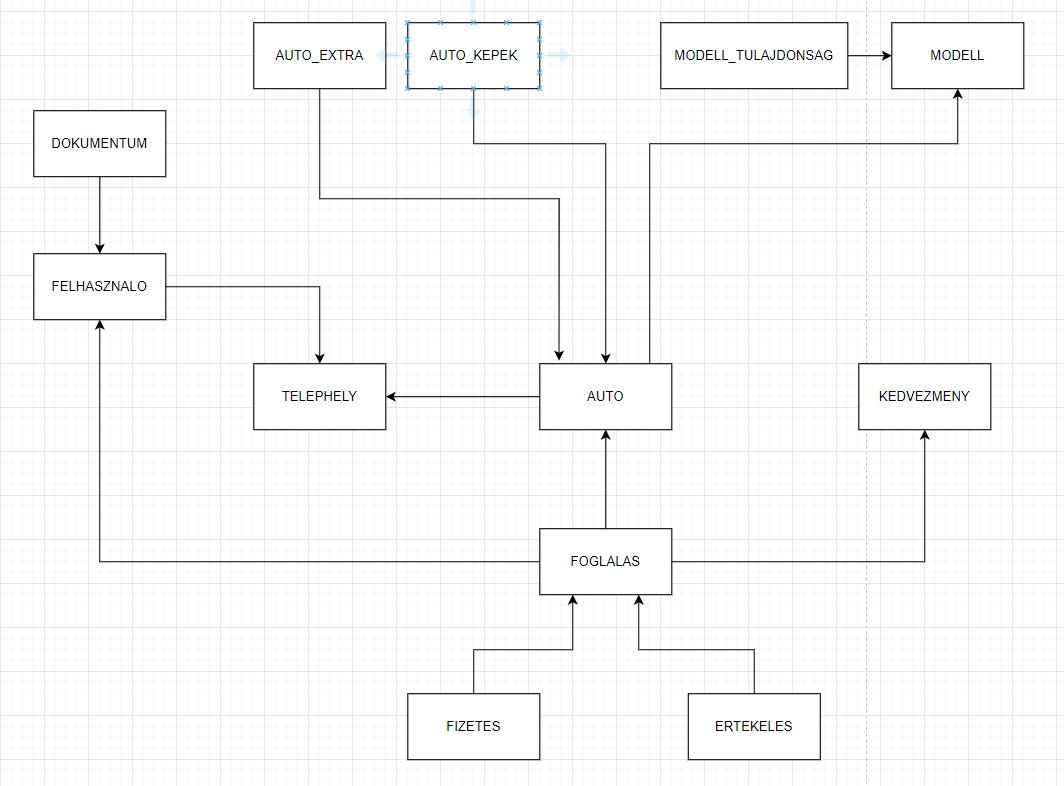 AUTO_EXTRA
AUTO_KEPEK
MODELL_TULAJDONSAG
MODELL
DOKUMENTUM
FELHASZNALO
TELEPHELY
AUTO
KEDVEZMENY
FOGLALAS
FIZETES
ERTEKELES